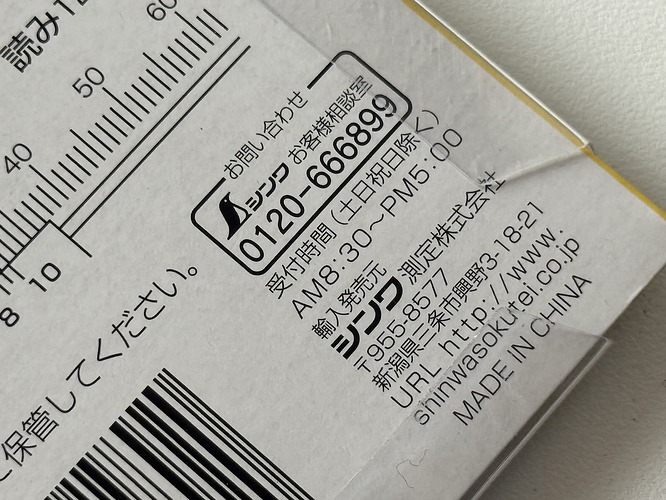 読み
60
50
40
10
8
お問い合わせ
シンワ お客様相談室
0120-666899
受付時間(土日祝日除く)
AM8:30～PM5:00
輸入発売元
シンワ測定株式会社
〒955-8577
新潟県三条市興野3-18-21
URL http://www.
shinwasokutei.co.jp
MADE IN CHINA
保管してください。